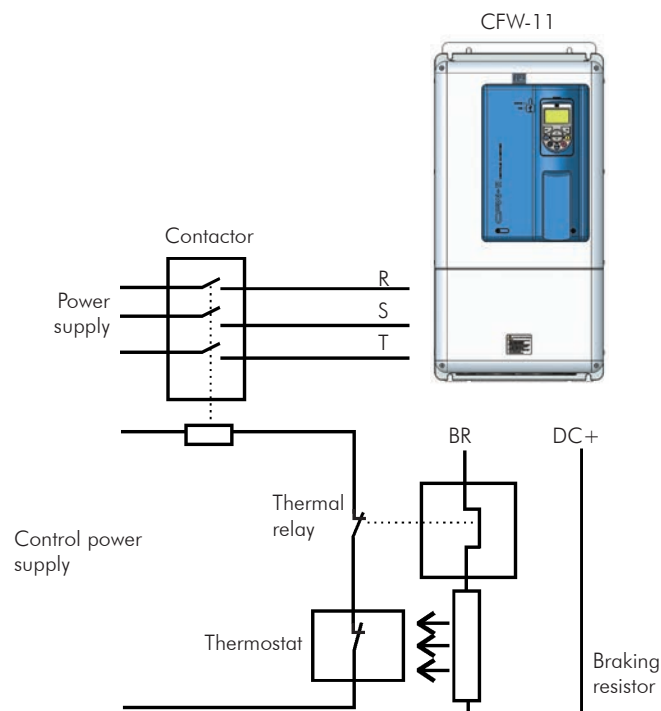 CFW-11
Contactor
Power
supply
R
S
T
BR
DC+
Thermal
relay
Control power
supply
Thermostat
Braking
resistor